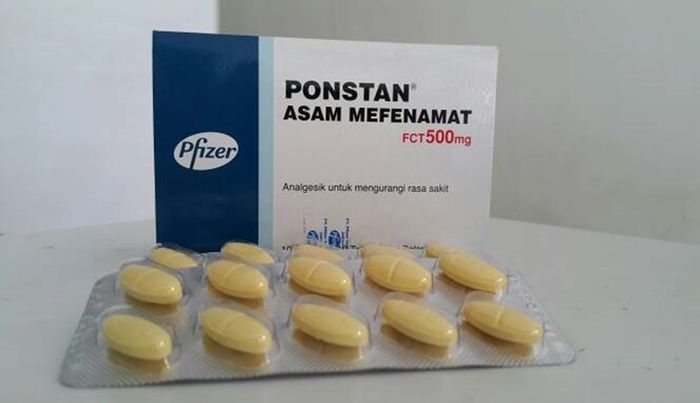 PONSTAN®
ASAM MEFENAMAT
FCT500mg
Pfizer
Analgesik untuk mengurangi rasa sakit